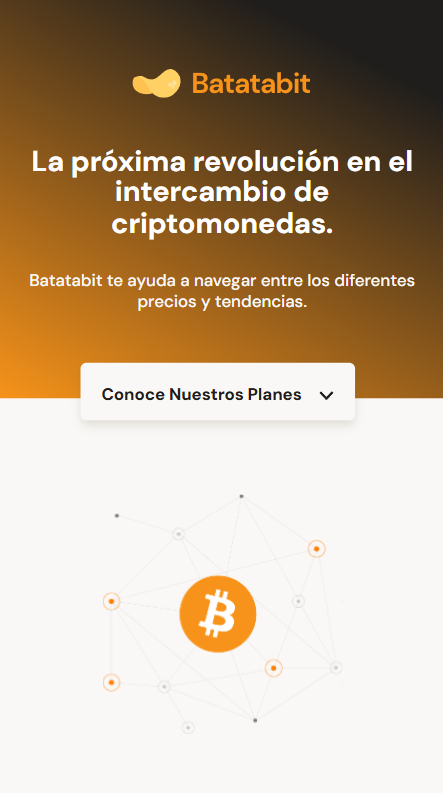 Batatabit
La próxima revolución en el
intercambio de
criptomonedas.
Batatabit te ayuda a navegar entre los diferentes
precios y tendencias.
Conoce Nuestros Planes